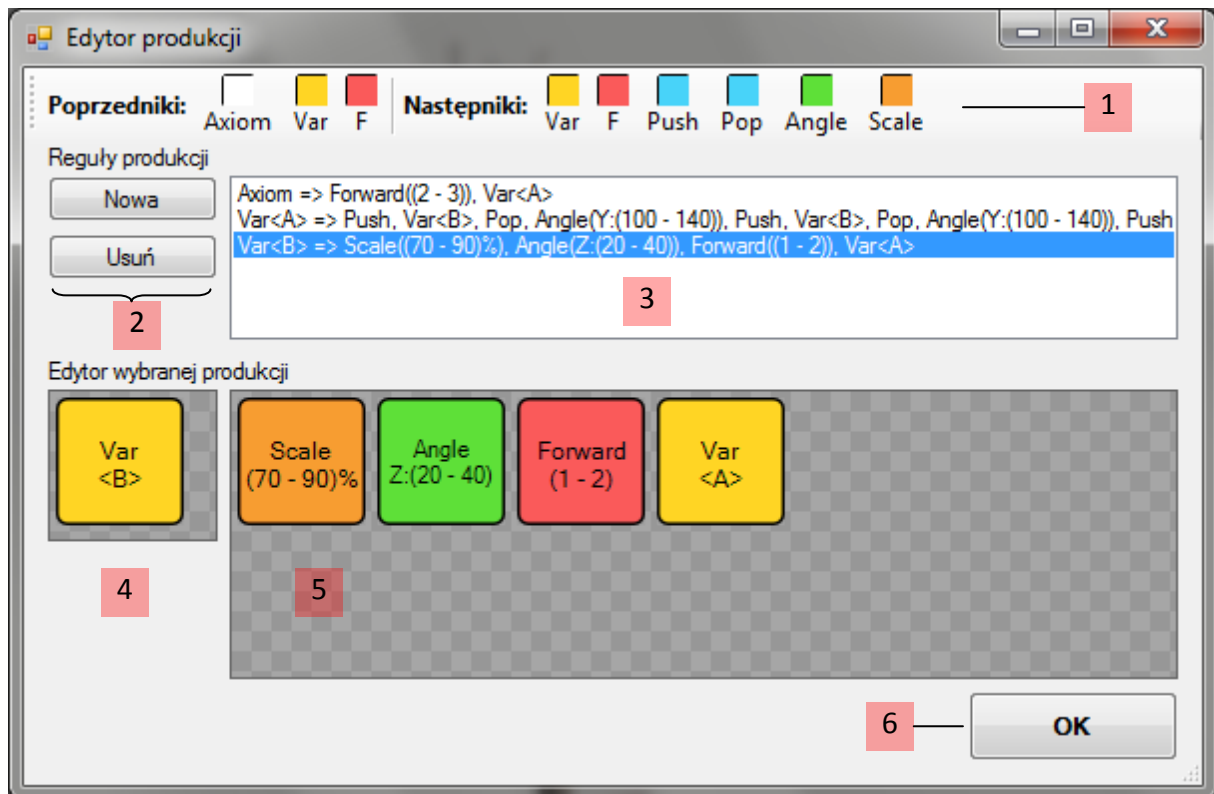 Edytor produkcji
X
Poprzedniki: Axiom Var F Następniki: Var F Push Pop Angle Scale
1
Reguły produkcji
Nowa
Usuń
2
Axiom => Forward((2 - 3)), Var<A>
Var<A> => Push, Var<B>, Pop, Angle(Y:(100 - 140)), Push, Var<B>, Pop, Angle(Y:(100 - 140)), Push
Var<B> => Scale((70 - 90)%), Angle(Z:(20 - 40)), Forward((1 - 2)), Var<A>
3
Edytor wybranej produkcji
Var
<B>
Scale
(70 - 90)%
Angle
Z:(20 - 40)
Forward
(1 - 2)
Var
<A>
4
5
6
OK